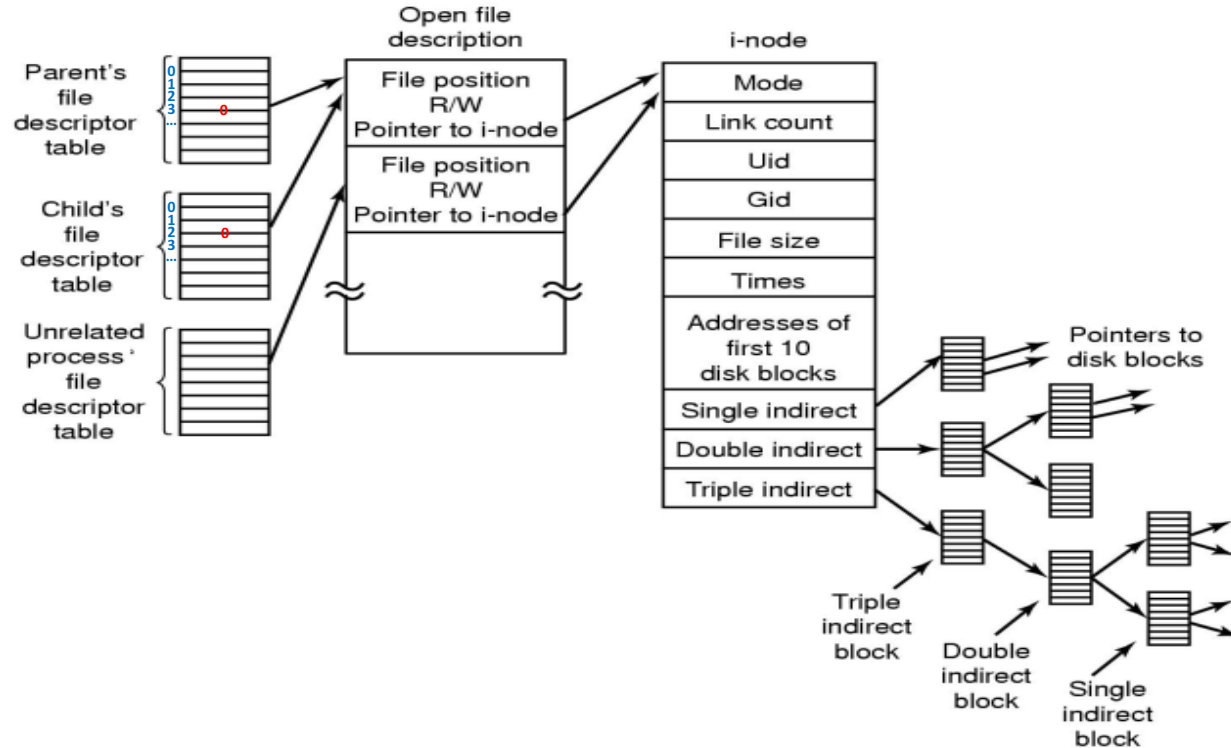 Parent's
file
descriptor
table
0
1
2
3
...
0
Child's
file
descriptor
table
0
1
2
3
...
0
Unrelated
process'
file
descriptor
table
Open file
description
File position
R/W
Pointer to i-node
File position
R/W
Pointer to i-node
i-node
Mode
Link count
Uid
Gid
File size
Times
Addresses of
first 10
disk blocks
Single indirect
Double indirect
Triple indirect
Pointers to
disk blocks
Triple
indirect
block
Double
indirect
block
Single
indirect
block